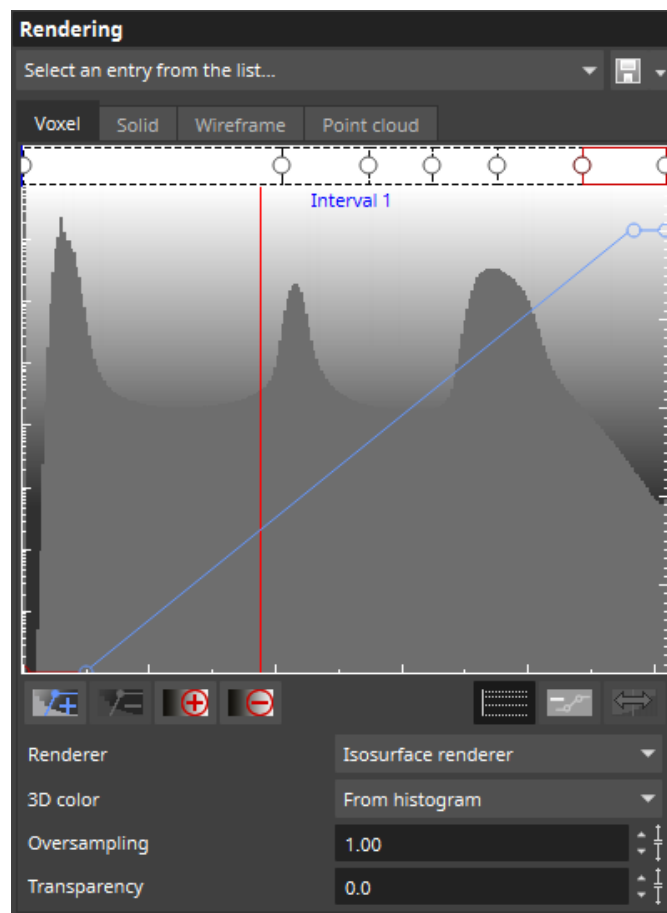 Rendering
Select an entry from the list...
Voxel Solid Wireframe Point cloud
Interval 1
Renderer Isosurface renderer
3D color From histogram
Oversampling 1.00
Transparency 0.0